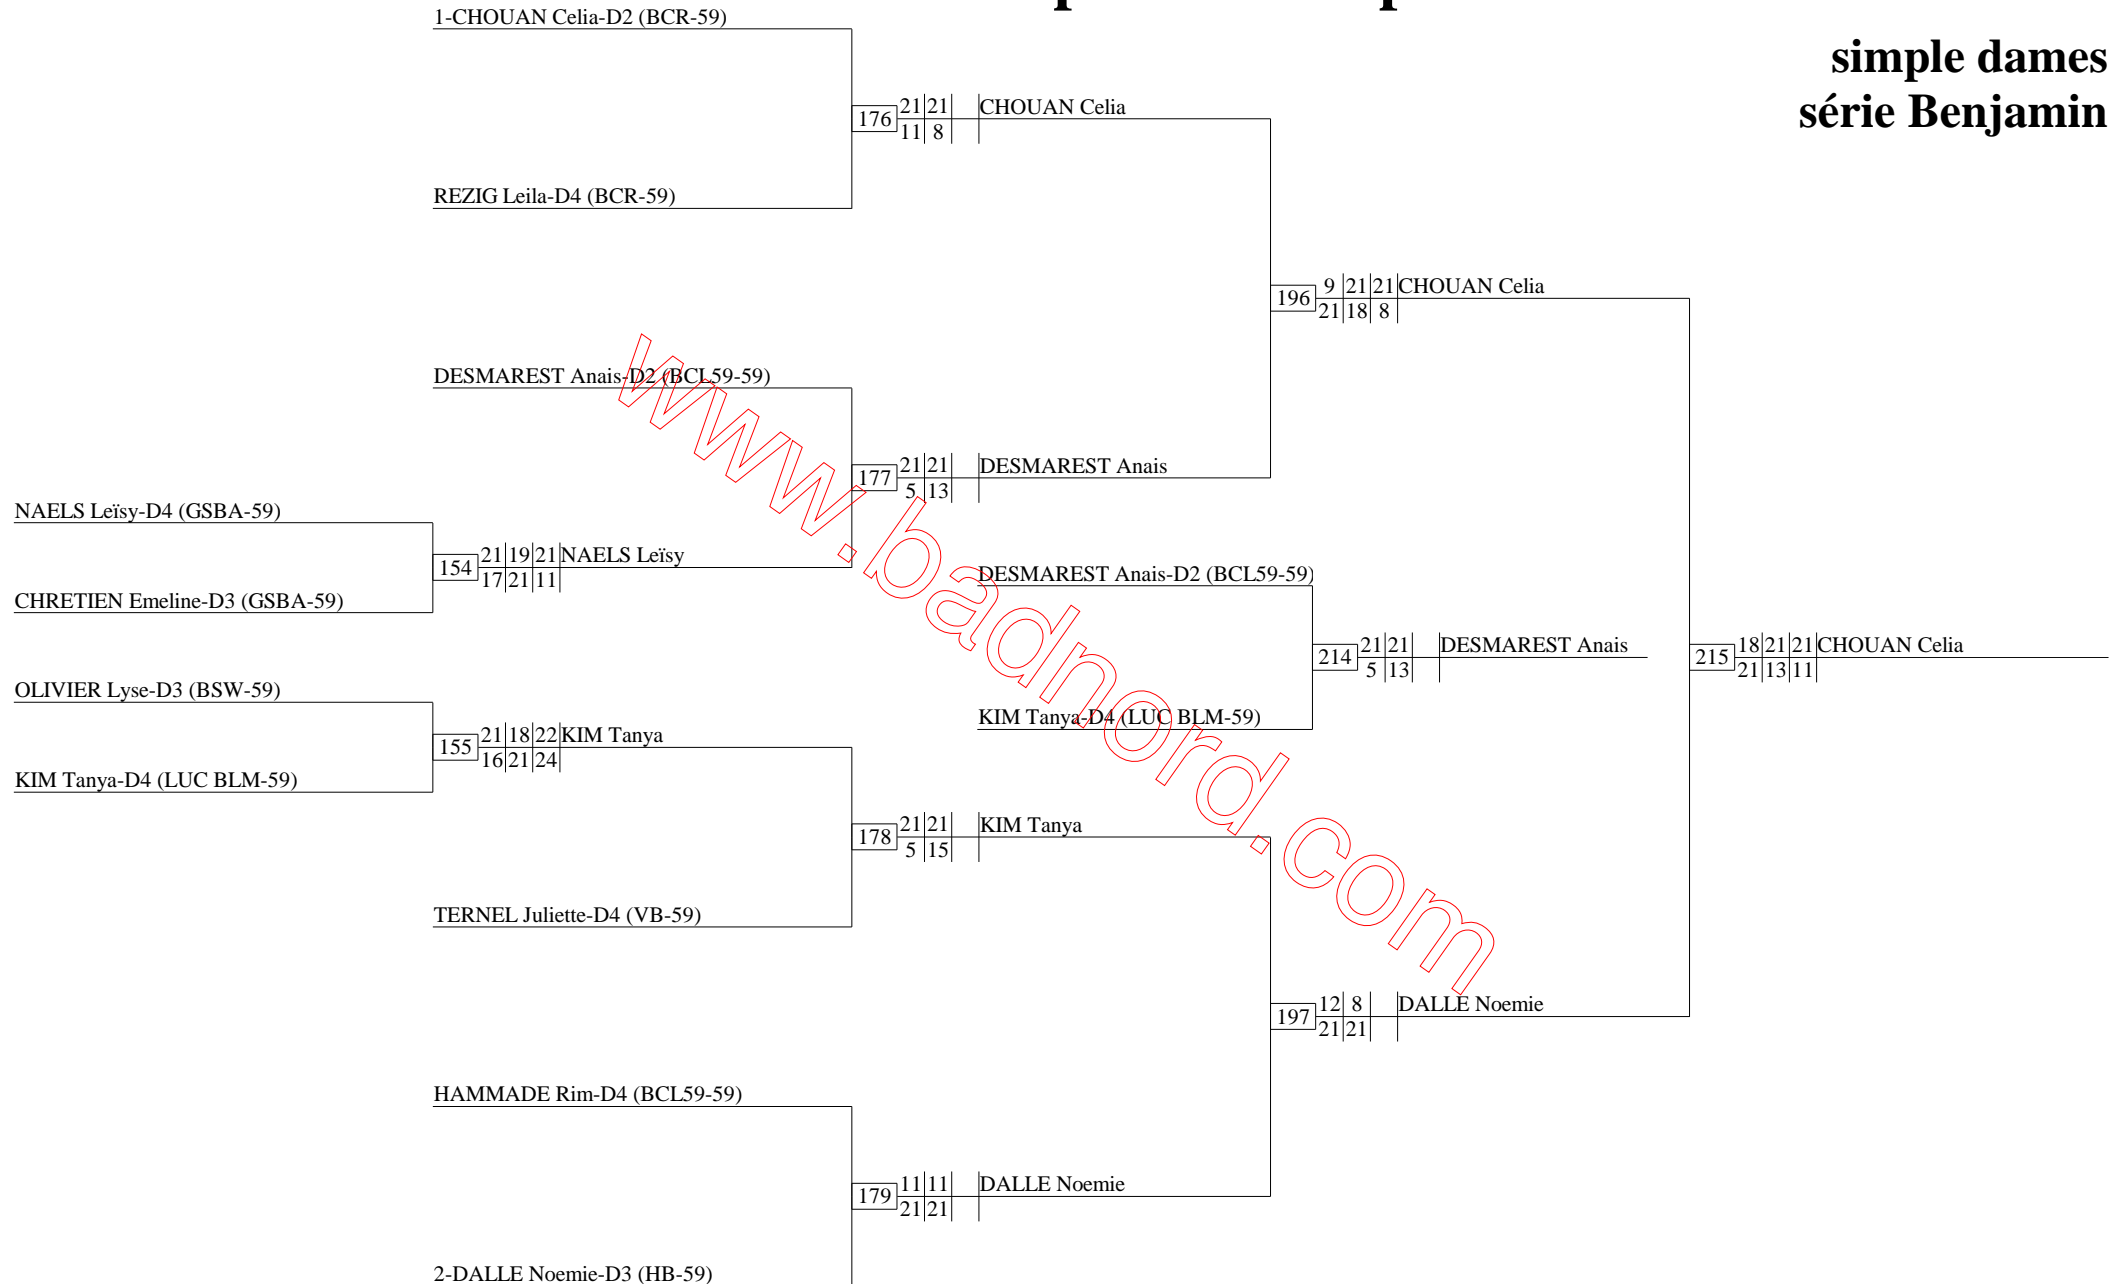 1-CHOUAN Celia-D2 (BCR-59)
simple dames
série Benjamin
176 21 21 CHOUAN Celia
11 8
REZIG Leila-D4 (BCR-59)
196 9 21 21 CHOUAN Celia
21 18 8
DESMAREST Anais-D2 (BCL59-59)
177 21 21 DESMAREST Anais
5 13
NAELS Leïsy-D4 (GSBA-59)
154 21 19 21 NAELS Leïsy
17 21 11
CHRETIEN Emeline-D3 (GSBA-59)
DESMAREST Anais-D2 (BCL59-59)
214 21 21 DESMAREST Anais
5 13
215 18 21 21 CHOUAN Celia
21 13 11
OLIVIER Lyse-D3 (BSW-59)
KIM Tanya-D4 (LUC BLM-59)
155 21 18 22 KIM Tanya
16 21 24
KIM Tanya-D4 (LUC BLM-59)
178 21 21 KIM Tanya
5 15
TERNEL Juliette-D4 (VB-59)
197 12 8 DALLE Noemie
21 21
HAMMADE Rim-D4 (BCL59-59)
179 11 11 DALLE Noemie
21 21
2-DALLE Noemie-D3 (HB-59)
www.badnord.com